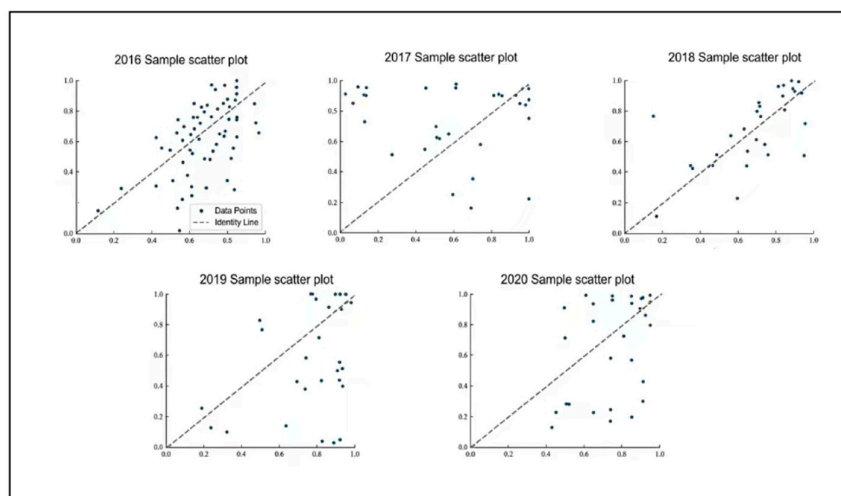 2016 Sample scatter plot
1.0
0.8
0.6
0.4
0.2
0.0
0.0 0.2 0.4 0.6 0.8 1.0
Data Points
Identity Line
2017 Sample scatter plot
1.0
0.8
0.6
0.4
0.2
0.0
0.0 0.2 0.4 0.6 0.8 1.0
2018 Sample scatter plot
1.0
0.8
0.6
0.4
0.2
0.0
0.0 0.2 0.4 0.6 0.8 1.0
2019 Sample scatter plot
1.0
0.8
0.6
0.4
0.2
0.0
0.0 0.2 0.4 0.6 0.8 1.0
2020 Sample scatter plot
1.0
0.8
0.6
0.4
0.2
0.0
0.0 0.2 0.4 0.6 0.8 1.0